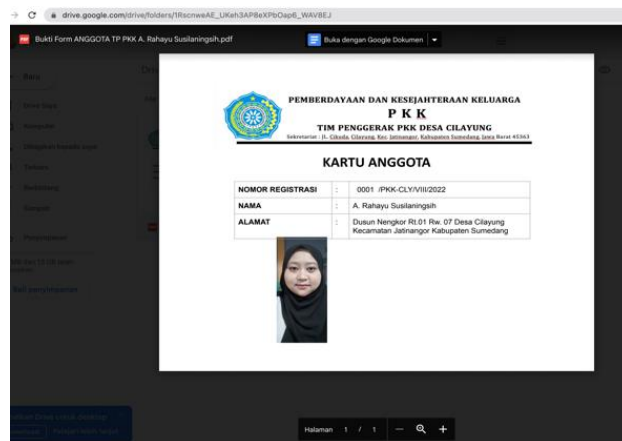 drive.google.com/drive/folders/1RscnweAE_UKeh3AP8eXPbOap6_WAV8EJ
Bukti Form ANGGOTA TP PKK A. Rahayu Susilaningsih.pdf
Buka dengan Google Dokumen
PEMBERDAYAAN DAN KESEJAHTERAAN KELUARGA
P K K
TIM PENGGERAK PKK DESA CILAYUNG
Sekretariat : JL. Cikuda Cilayung Kec. Jatinangor, Kabupaten Sumedang, Jawa Barat 45363
KARTU ANGGOTA
NOMOR REGISTRASI : 0001 /PKK-CLY/VIII/2022
NAMA : A. Rahayu Susilaningsih
ALAMAT : Dusun Nengkor Rt.01 Rw. 07 Desa Cilayung
Kecamatan Jatinangor Kabupaten Sumedang
Halaman 1 / 1